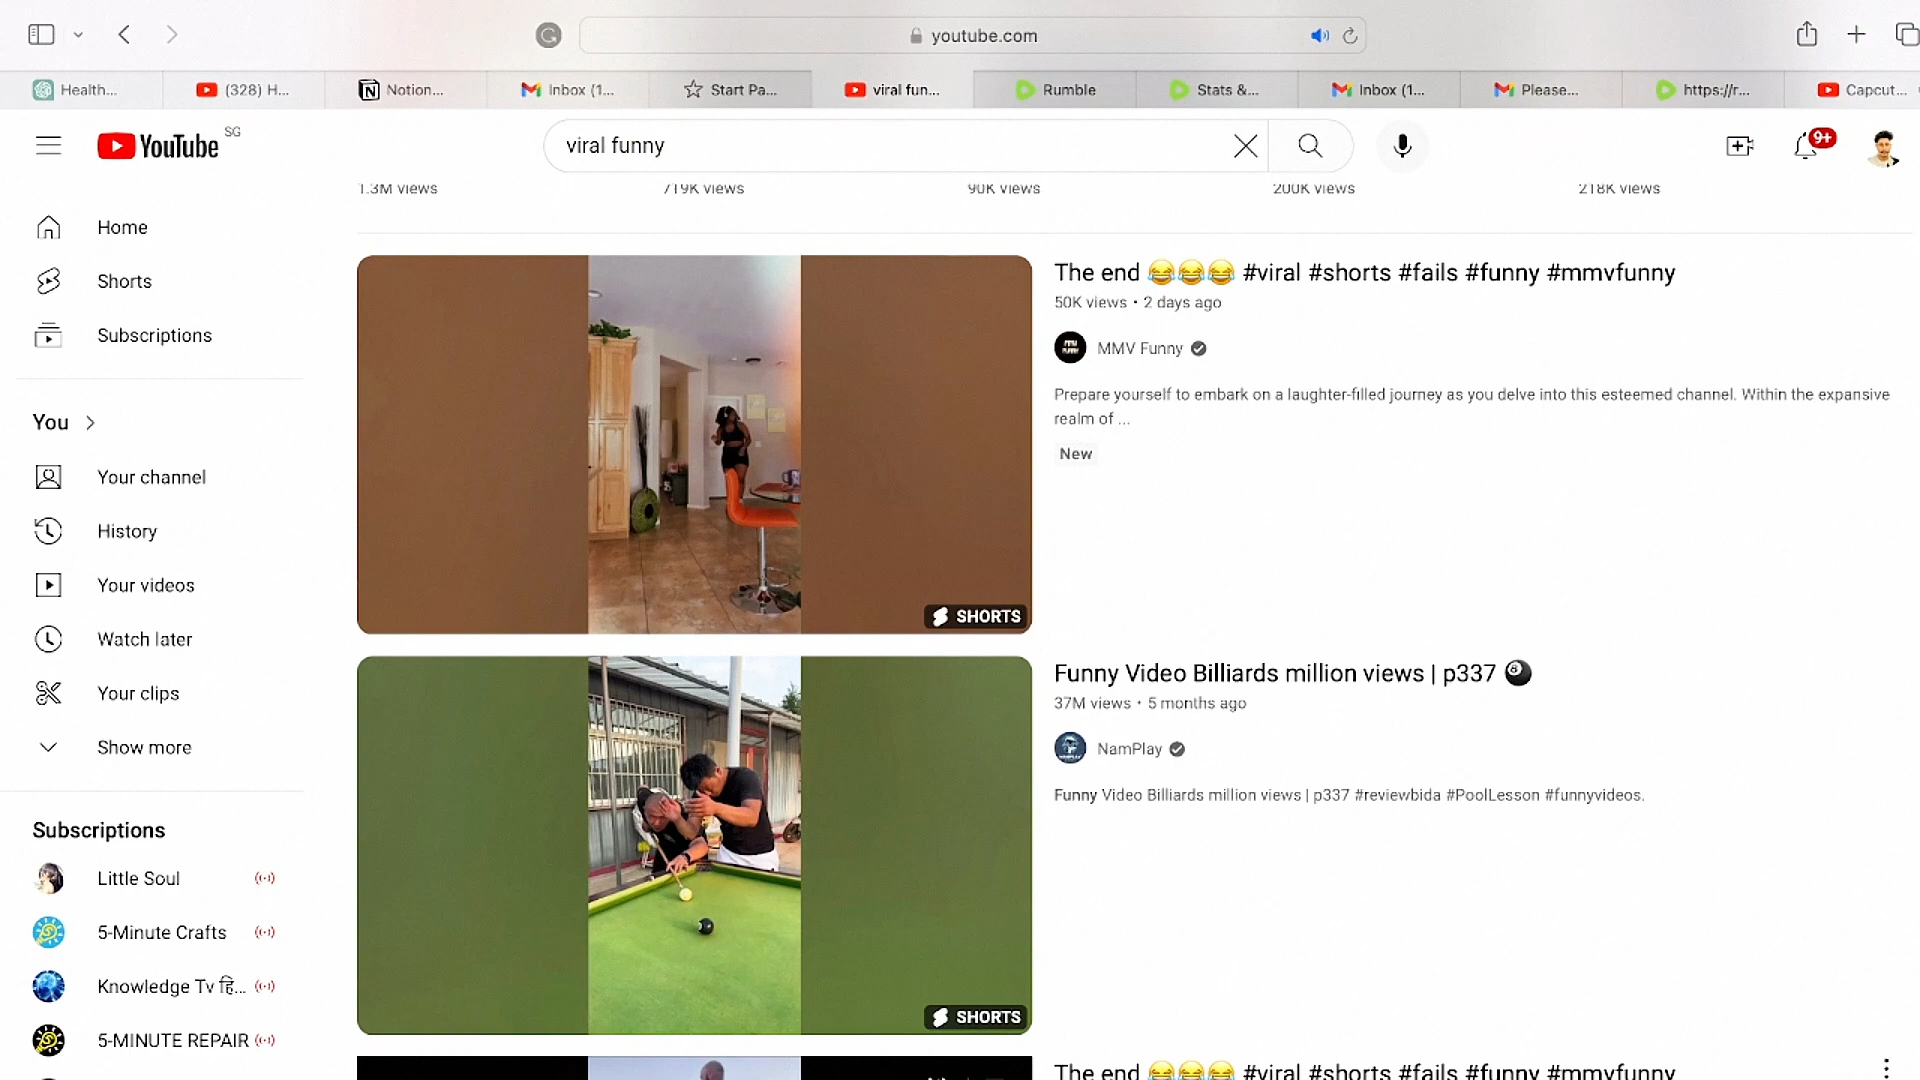 youtube.com
Health...
(328) H...
Notion...
Inbox (1...
Start Pa...
viral fun...
Rumble
Stats &...
Inbox (1...
Please...
https://r...
Capcut...
YouTube SG
viral funny
9+
1.3M views
719K views
90K views
200K views
218K views
Home
Shorts
Subscriptions
You
Your channel
History
Your videos
Watch later
Your clips
Show more
Subscriptions
Little Soul
5-Minute Crafts
Knowledge Tv हि...
5-MINUTE REPAIR
SHORTS
The end 😂😂😂 #viral #shorts #fails #funny #mmvfunny
50K views • 2 days ago
MMV Funny
Prepare yourself to embark on a laughter-filled journey as you delve into this esteemed channel. Within the expansive
realm of ...
New
SHORTS
Funny Video Billiards million views | p337 🎱
37M views • 5 months ago
NamPlay
Funny Video Billiards million views | p337 #reviewbida #PoolLesson #funnyvideos.
The end 😂😂😂 #viral #shorts #fails #funny #mmvfunny